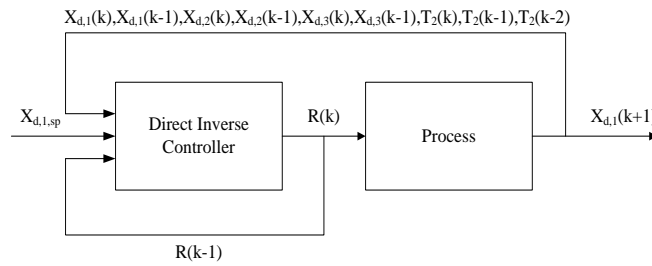 X_{d,1}(k),X_{d,1}(k-1),X_{d,2}(k),X_{d,2}(k-1),X_{d,3}(k),X_{d,3}(k-1),T_2(k),T_2(k-1),T_2(k-2)
X_{d,1,sp}
Direct Inverse
Controller
R(k)
Process
X_{d,1}(k+1)
R(k-1)